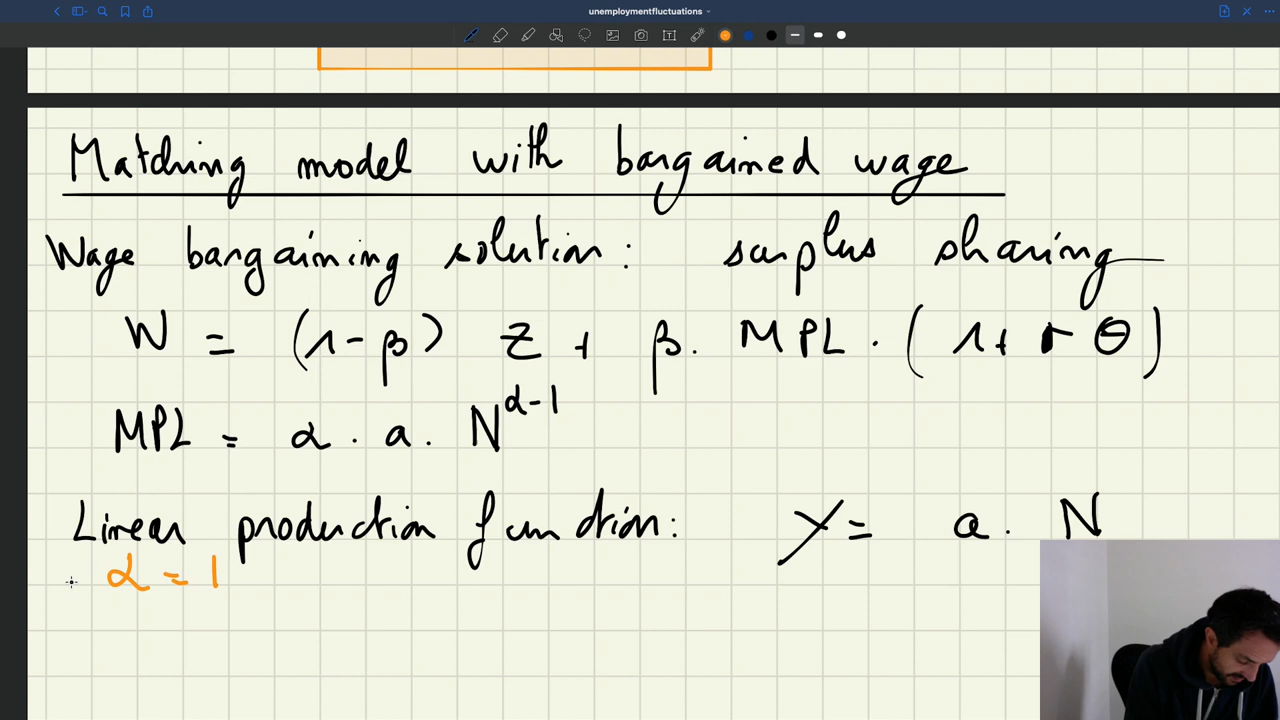 unemploymentfluctuations
Matching model with bargained wage
Wage bargaining solution: surplus sharing
W = (1-β) z + β. MPL . (1+ r θ)
MPL = α . a . N^α-1
Linear production function: Y = a . N
α = 1